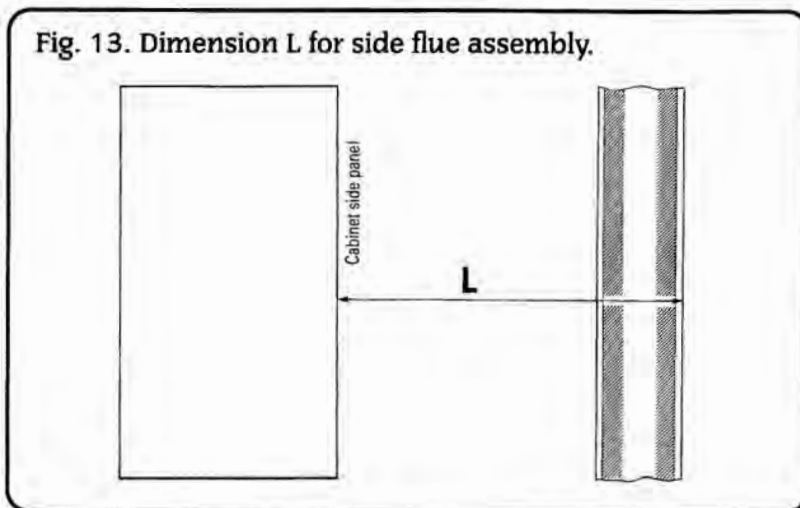 Fig. 13. Dimension L for side flue assembly.
Cabinet side panel
L